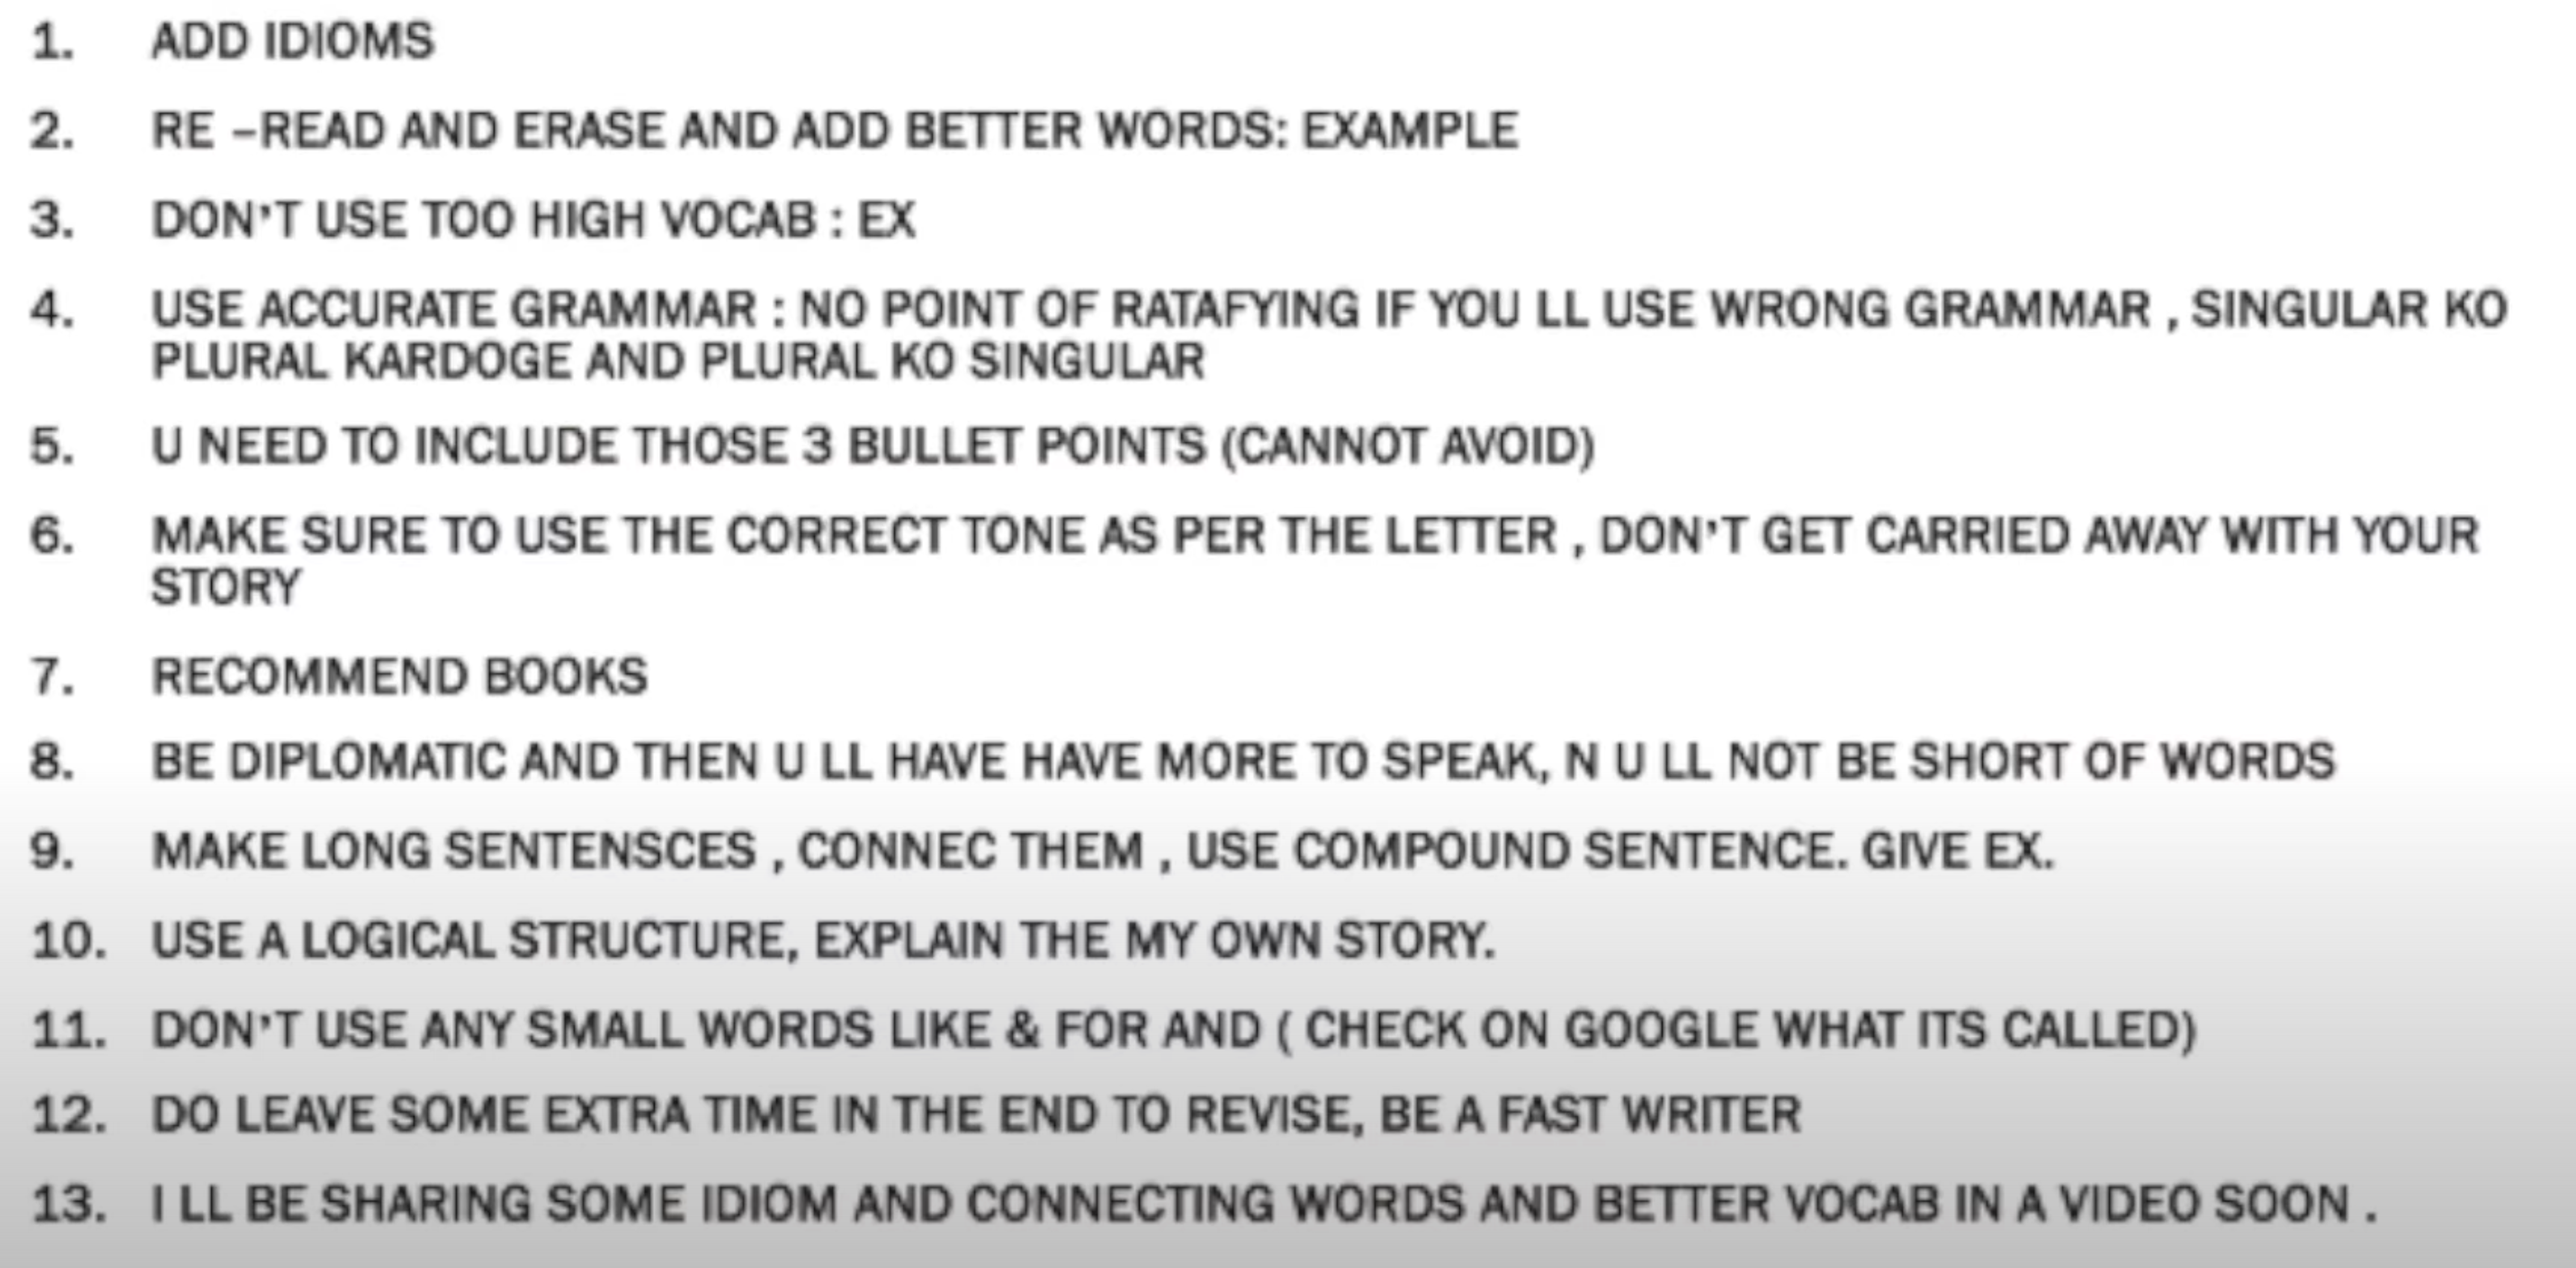 1. ADD IDIOMS
2. RE –READ AND ERASE AND ADD BETTER WORDS: EXAMPLE
3. DON'T USE TOO HIGH VOCAB : EX
4. USE ACCURATE GRAMMAR : NO POINT OF RATAFYING IF YOU LL USE WRONG GRAMMAR , SINGULAR KO
PLURAL KARDOGE AND PLURAL KO SINGULAR
5. U NEED TO INCLUDE THOSE 3 BULLET POINTS (CANNOT AVOID)
6. MAKE SURE TO USE THE CORRECT TONE AS PER THE LETTER , DON'T GET CARRIED AWAY WITH YOUR
STORY
7. RECOMMEND BOOKS
8. BE DIPLOMATIC AND THEN U LL HAVE HAVE MORE TO SPEAK, N U LL NOT BE SHORT OF WORDS
9. MAKE LONG SENTENSCES , CONNEC THEM , USE COMPOUND SENTENCE. GIVE EX.
10. USE A LOGICAL STRUCTURE, EXPLAIN THE MY OWN STORY.
11. DON'T USE ANY SMALL WORDS LIKE & FOR AND ( CHECK ON GOOGLE WHAT ITS CALLED)
12. DO LEAVE SOME EXTRA TIME IN THE END TO REVISE, BE A FAST WRITER
13. I LL BE SHARING SOME IDIOM AND CONNECTING WORDS AND BETTER VOCAB IN A VIDEO SOON .